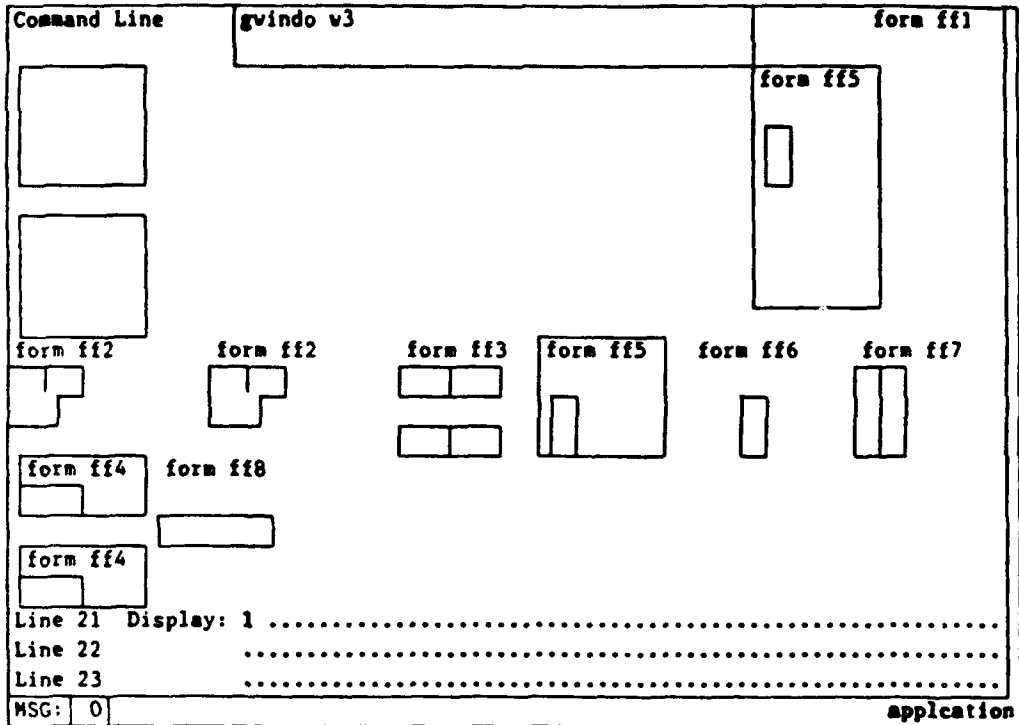 Command Line gwindo v3 form ff1
form ff5
form ff2 form ff2 form ff3 form ff5 form ff6 form ff7
form ff4 form ff8
form ff4
Line 21 Display: 1 ............................................................
Line 22 ..............................................................
Line 23 ..............................................................
MSG: 0 applcation